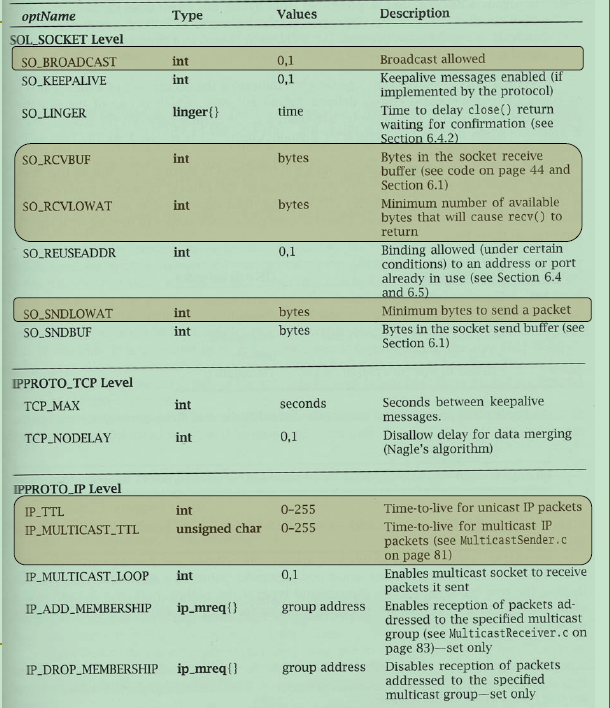 optName Type Values Description
SOL_SOCKET Level
SO_BROADCAST int 0,1 Broadcast allowed
SO_KEEPALIVE int 0,1 Keepalive messages enabled (if
implemented by the protocol)
SO_LINGER linger{} time Time to delay close() return
waiting for confirmation (see
Section 6.4.2)
SO_RCVBUF int bytes Bytes in the socket receive
buffer (see code on page 44 and
Section 6.1)
SO_RCVLOWAT int bytes Minimum number of available
bytes that will cause recv() to
return
SO_REUSEADDR int 0,1 Binding allowed (under certain
conditions) to an address or port
already in use (see Section 6.4
and 6.5)
SO_SNDLOWAT int bytes Minimum bytes to send a packet
SO_SNDBUF int bytes Bytes in the socket send buffer (see
Section 6.1)
IPPROTO_TCP Level
TCP_MAX int seconds Seconds between keepalive
messages.
TCP_NODELAY int 0,1 Disallow delay for data merging
(Nagle's algorithm)
IPPROTO_IP Level
IP_TTL int 0–255 Time-to-live for unicast IP packets
IP_MULTICAST_TTL unsigned char 0–255 Time-to-live for multicast IP
packets (see MulticastSender.c
on page 81)
IP_MULTICAST_LOOP int 0,1 Enables multicast socket to receive
packets it sent
IP_ADD_MEMBERSHIP ip_mreq{} group address Enables reception of packets ad-
dressed to the specified multicast
group (see MulticastReceiver.c on
page 83)—set only
IP_DROP_MEMBERSHIP ip_mreq{} group address Disables reception of packets
addressed to the specified
multicast group—set only